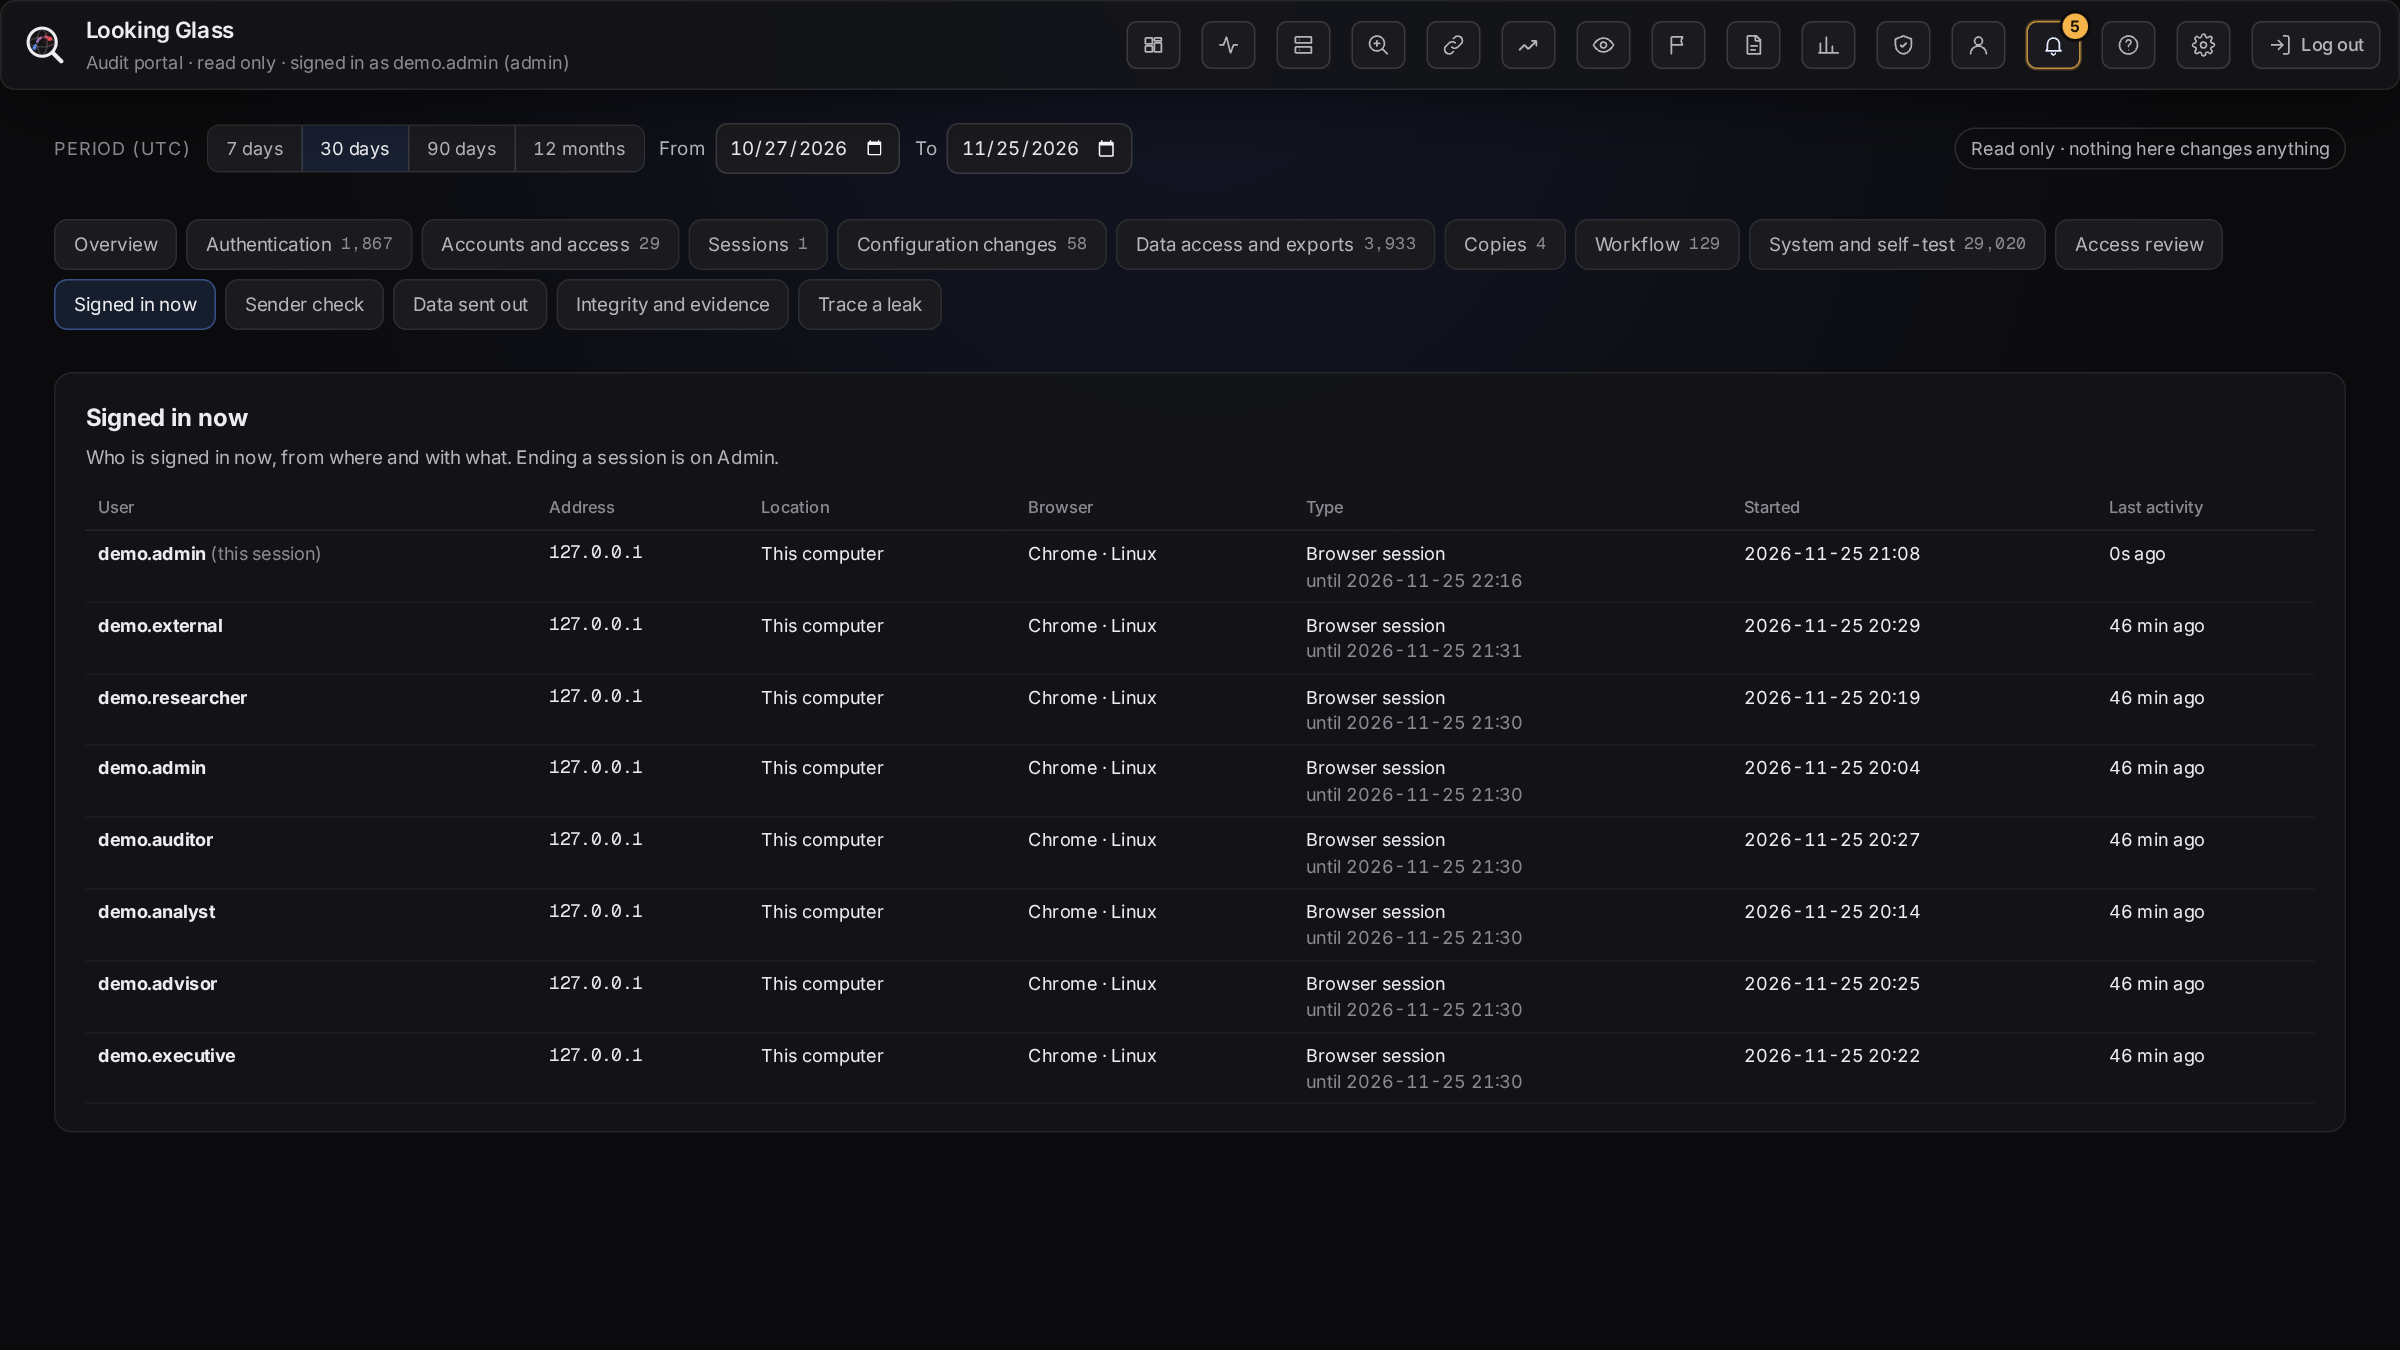 Looking Glass
Audit portal · read only · signed in as demo.admin (admin)
5
Log out
PERIOD (UTC) 7 days 30 days 90 days 12 months From 10/27/2026 To 11/25/2026
Read only · nothing here changes anything
Overview Authentication 1,867 Accounts and access 29 Sessions 1 Configuration changes 58 Data access and exports 3,933 Copies 4 Workflow 129 System and self-test 29,020 Access review
Signed in now Sender check Data sent out Integrity and evidence Trace a leak
Signed in now
Who is signed in now, from where and with what. Ending a session is on Admin.
User Address Location Browser Type Started Last activity
demo.admin (this session) 127.0.0.1 This computer Chrome · Linux Browser session 2026-11-25 21:08 0s ago
until 2026-11-25 22:16
demo.external 127.0.0.1 This computer Chrome · Linux Browser session 2026-11-25 20:29 46 min ago
until 2026-11-25 21:31
demo.researcher 127.0.0.1 This computer Chrome · Linux Browser session 2026-11-25 20:19 46 min ago
until 2026-11-25 21:30
demo.admin 127.0.0.1 This computer Chrome · Linux Browser session 2026-11-25 20:04 46 min ago
until 2026-11-25 21:30
demo.auditor 127.0.0.1 This computer Chrome · Linux Browser session 2026-11-25 20:27 46 min ago
until 2026-11-25 21:30
demo.analyst 127.0.0.1 This computer Chrome · Linux Browser session 2026-11-25 20:14 46 min ago
until 2026-11-25 21:30
demo.advisor 127.0.0.1 This computer Chrome · Linux Browser session 2026-11-25 20:25 46 min ago
until 2026-11-25 21:30
demo.executive 127.0.0.1 This computer Chrome · Linux Browser session 2026-11-25 20:22 46 min ago
until 2026-11-25 21:30